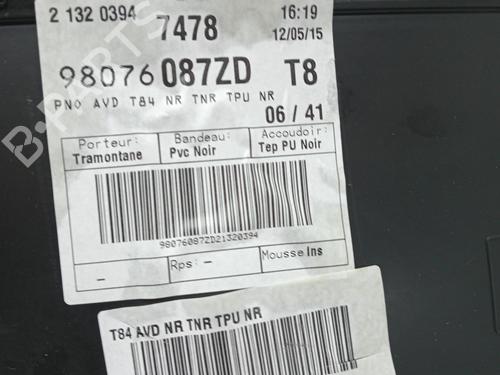 2 132 0394 7478 16:19
12/05/15
98076 087ZD T8
PNO AVD T84 NR TNR TPU NR
06 / 41
Porteur: Bandeau: Accoudoir:
Tramontane Pvc Noir Tep PU Noir
98076087ZD21320394
– Rps: – Mousse Ins
T84 AVD NR TNR TPU NR